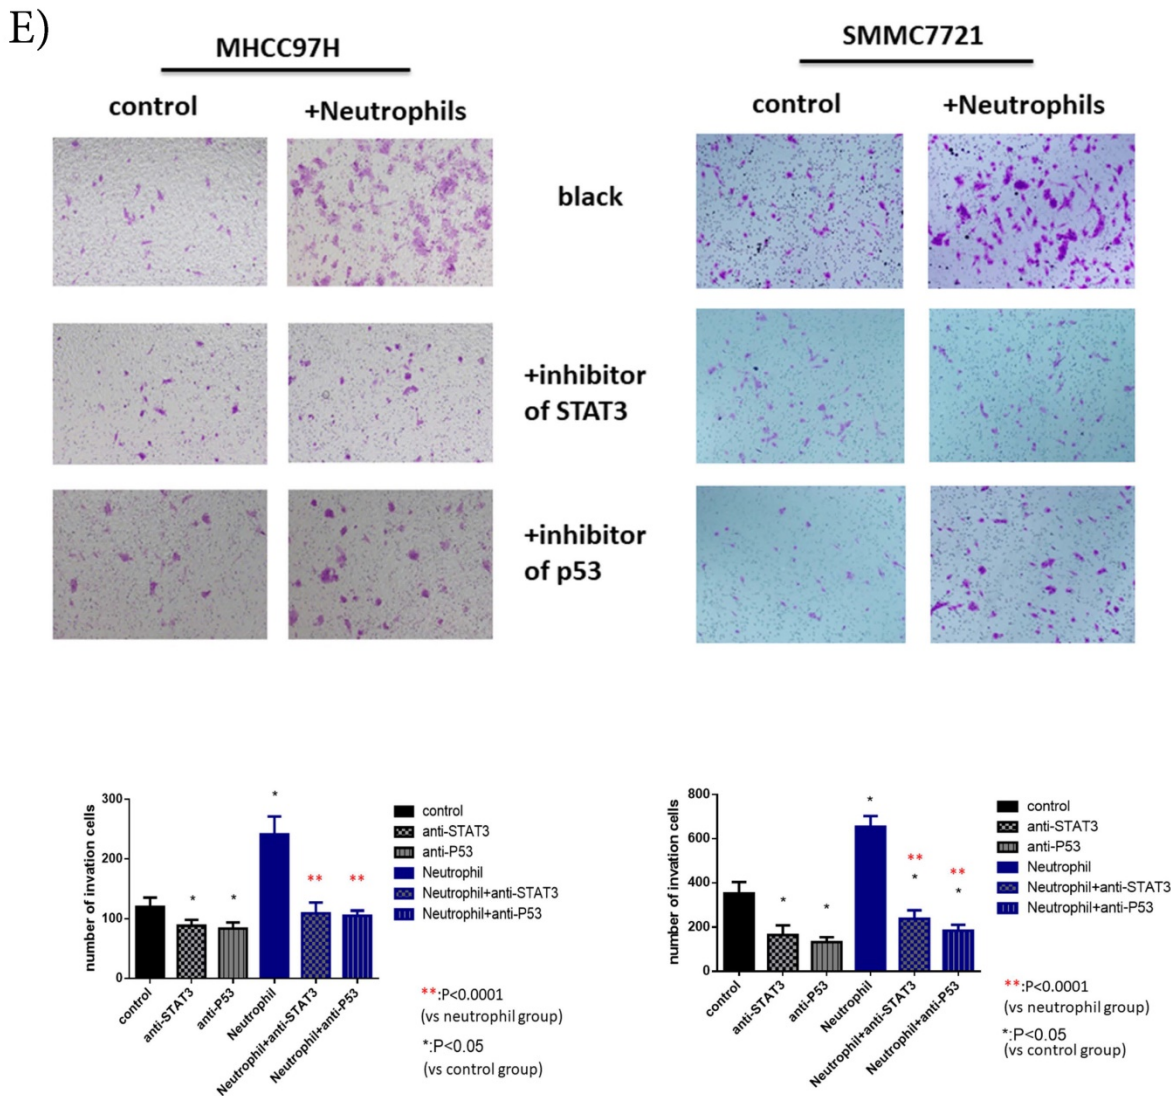 E)
MHCC97H
SMMC7721
control
+Neutrophils
control
+Neutrophils
black
+inhibitor
of STAT3
+inhibitor
of p53
number of invation cells
300
200
100
0
*
*
*
**
**
control
anti-STAT3
anti-P53
Neutrophil
Neutrophil+anti-STAT3
Neutrophil+anti-P53
control
anti-STAT3
anti-P53
Neutrophil
Neutrophil+anti-STAT3
Neutrophil+anti-P53
**:P<0.0001
(vs neutrophil group)
*:P<0.05
(vs control group)
number of invation cells
800
600
400
200
0
*
*
*
**
*
**
*
control
anti-STAT3
anti-P53
Neutrophil
Neutrophil+anti-STAT3
Neutrophil+anti-P53
control
anti-STAT3
anti-P53
Neutrophil
Neutrophil+anti-STAT3
Neutrophil+anti-P53
**:P<0.0001
(vs neutrophil group)
*:P<0.05
(vs control group)